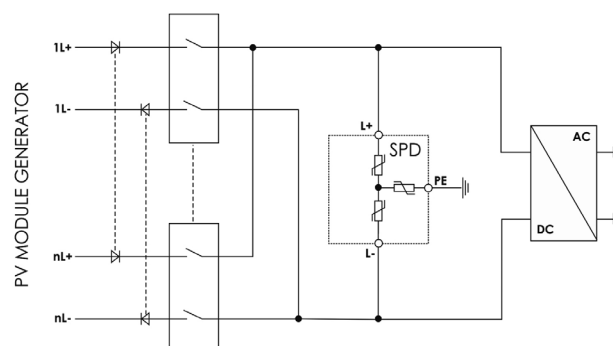 1L+
1L-
PV MODULE GENERATOR
L+
SPD
PE
L-
AC
DC
nL+
nL-